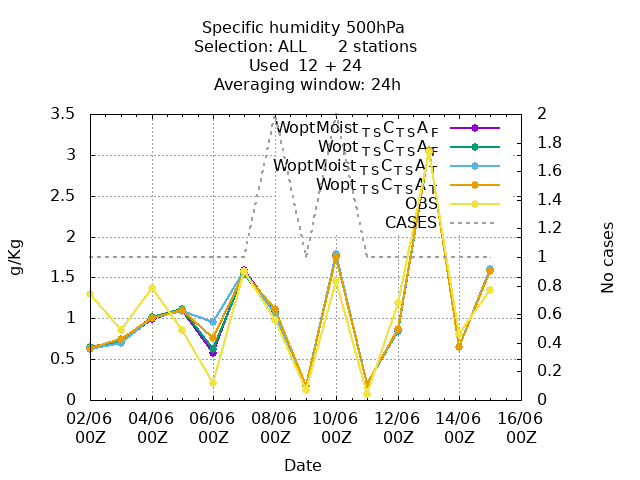 Specific humidity 500hPa
Selection: ALL 2 stations
Used 12 + 24
Averaging window: 24h
WoptMoist TS C TS A F
Wopt TS C TS A F
WoptMoist TS C TS A T
Wopt TS C TS A T
OBS
CASES
g/Kg
3.5
3
2.5
2
1.5
1
0.5
0
No cases
2
1.8
1.6
1.4
1.2
1
0.8
0.6
0.4
0.2
0
02/06 04/06 06/06 08/06 10/06 12/06 14/06 16/06
00Z 00Z 00Z 00Z 00Z 00Z 00Z 00Z
Date